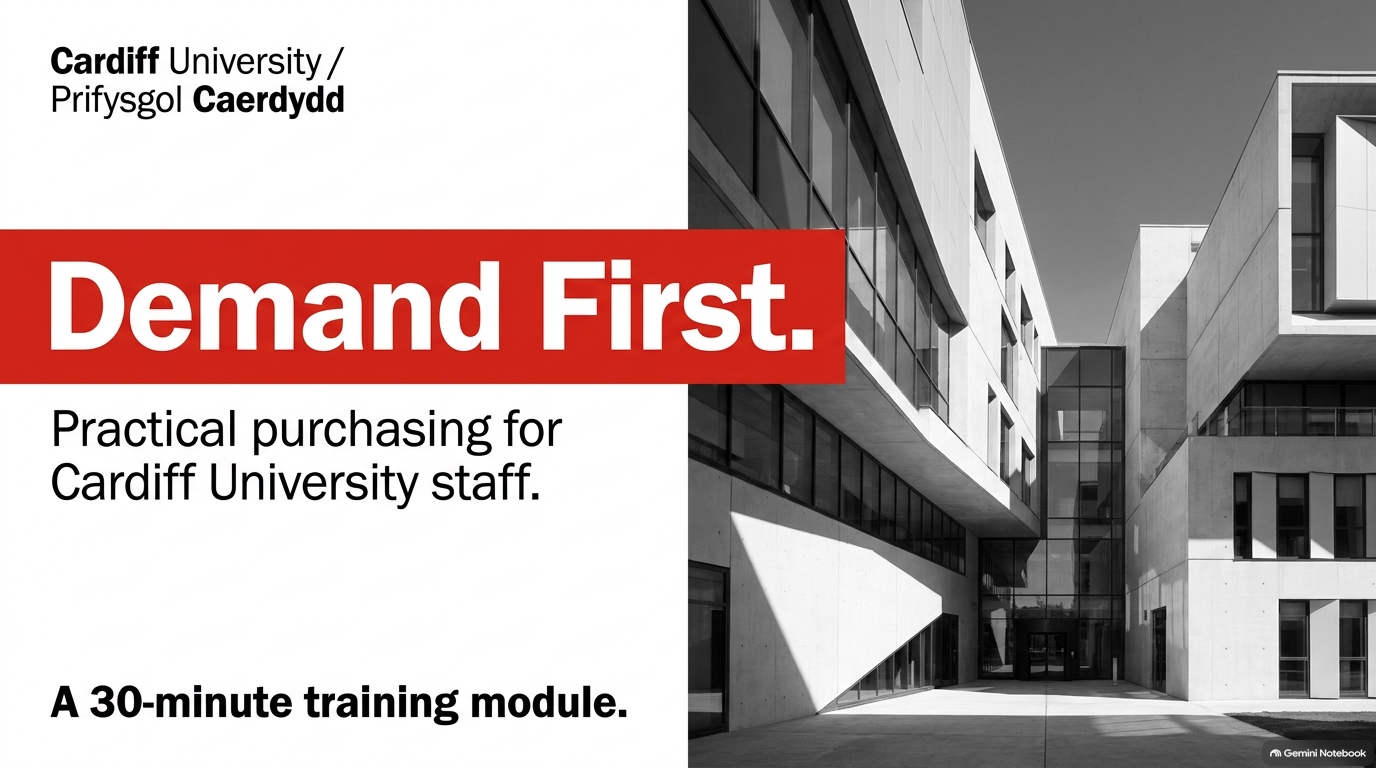 Cardiff University /
Prifysgol Caerdydd
Demand First.
Practical purchasing for
Cardiff University staff.
A 30-minute training module.
Gemini Notebook